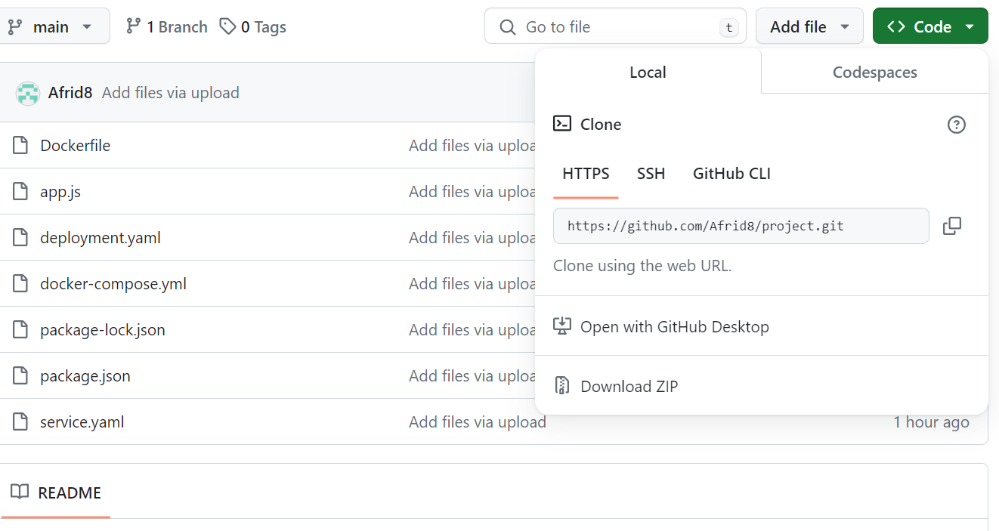 main
1 Branch
0 Tags
Go to file
t
Add file
Code
Afrid8 Add files via upload
Local
Codespaces
Clone
HTTPS
SSH
GitHub CLI
https://github.com/Afrid8/project.git
Clone using the web URL.
Open with GitHub Desktop
Download ZIP
Dockerfile
Add files via uploa
app.js
Add files via uploa
deployment.yaml
Add files via uploa
docker-compose.yml
Add files via uploa
package-lock.json
Add files via uploa
package.json
Add files via uploa
service.yaml
Add files via upload
1 hour ago
README